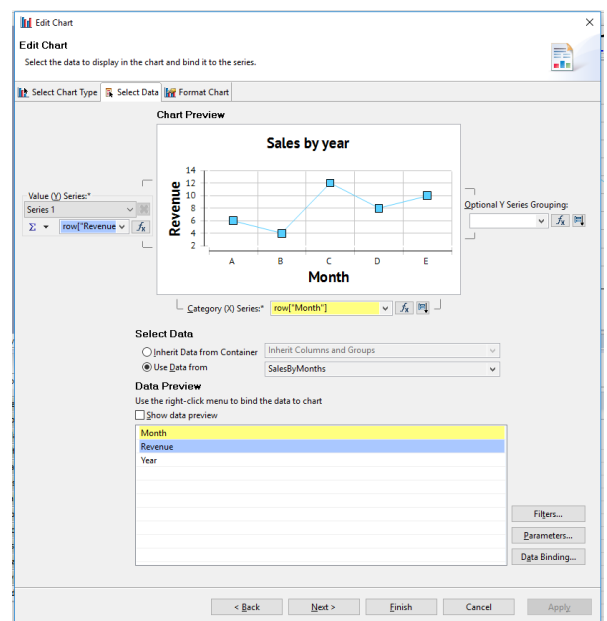 Edit Chart
Edit Chart
Select the data to display in the chart and bind it to the series.
Select Chart Type
Select Data
Format Chart
Chart Preview
Sales by year
Revenue
14
12
10
8
6
4
2
A B C D E
Month
Value (Y) Series:*
Series 1
Σ
row["Revenue
fx
Optional Y Series Grouping:
fx
Category (X) Series:*
row["Month"]
fx
Select Data
Inherit Data from Container
Inherit Columns and Groups
Use Data from
SalesByMonths
Data Preview
Use the right-click menu to bind the data to chart
Show data preview
Month
Revenue
Year
Filters...
Parameters...
Data Binding...
< Back
Next >
Finish
Cancel
Apply